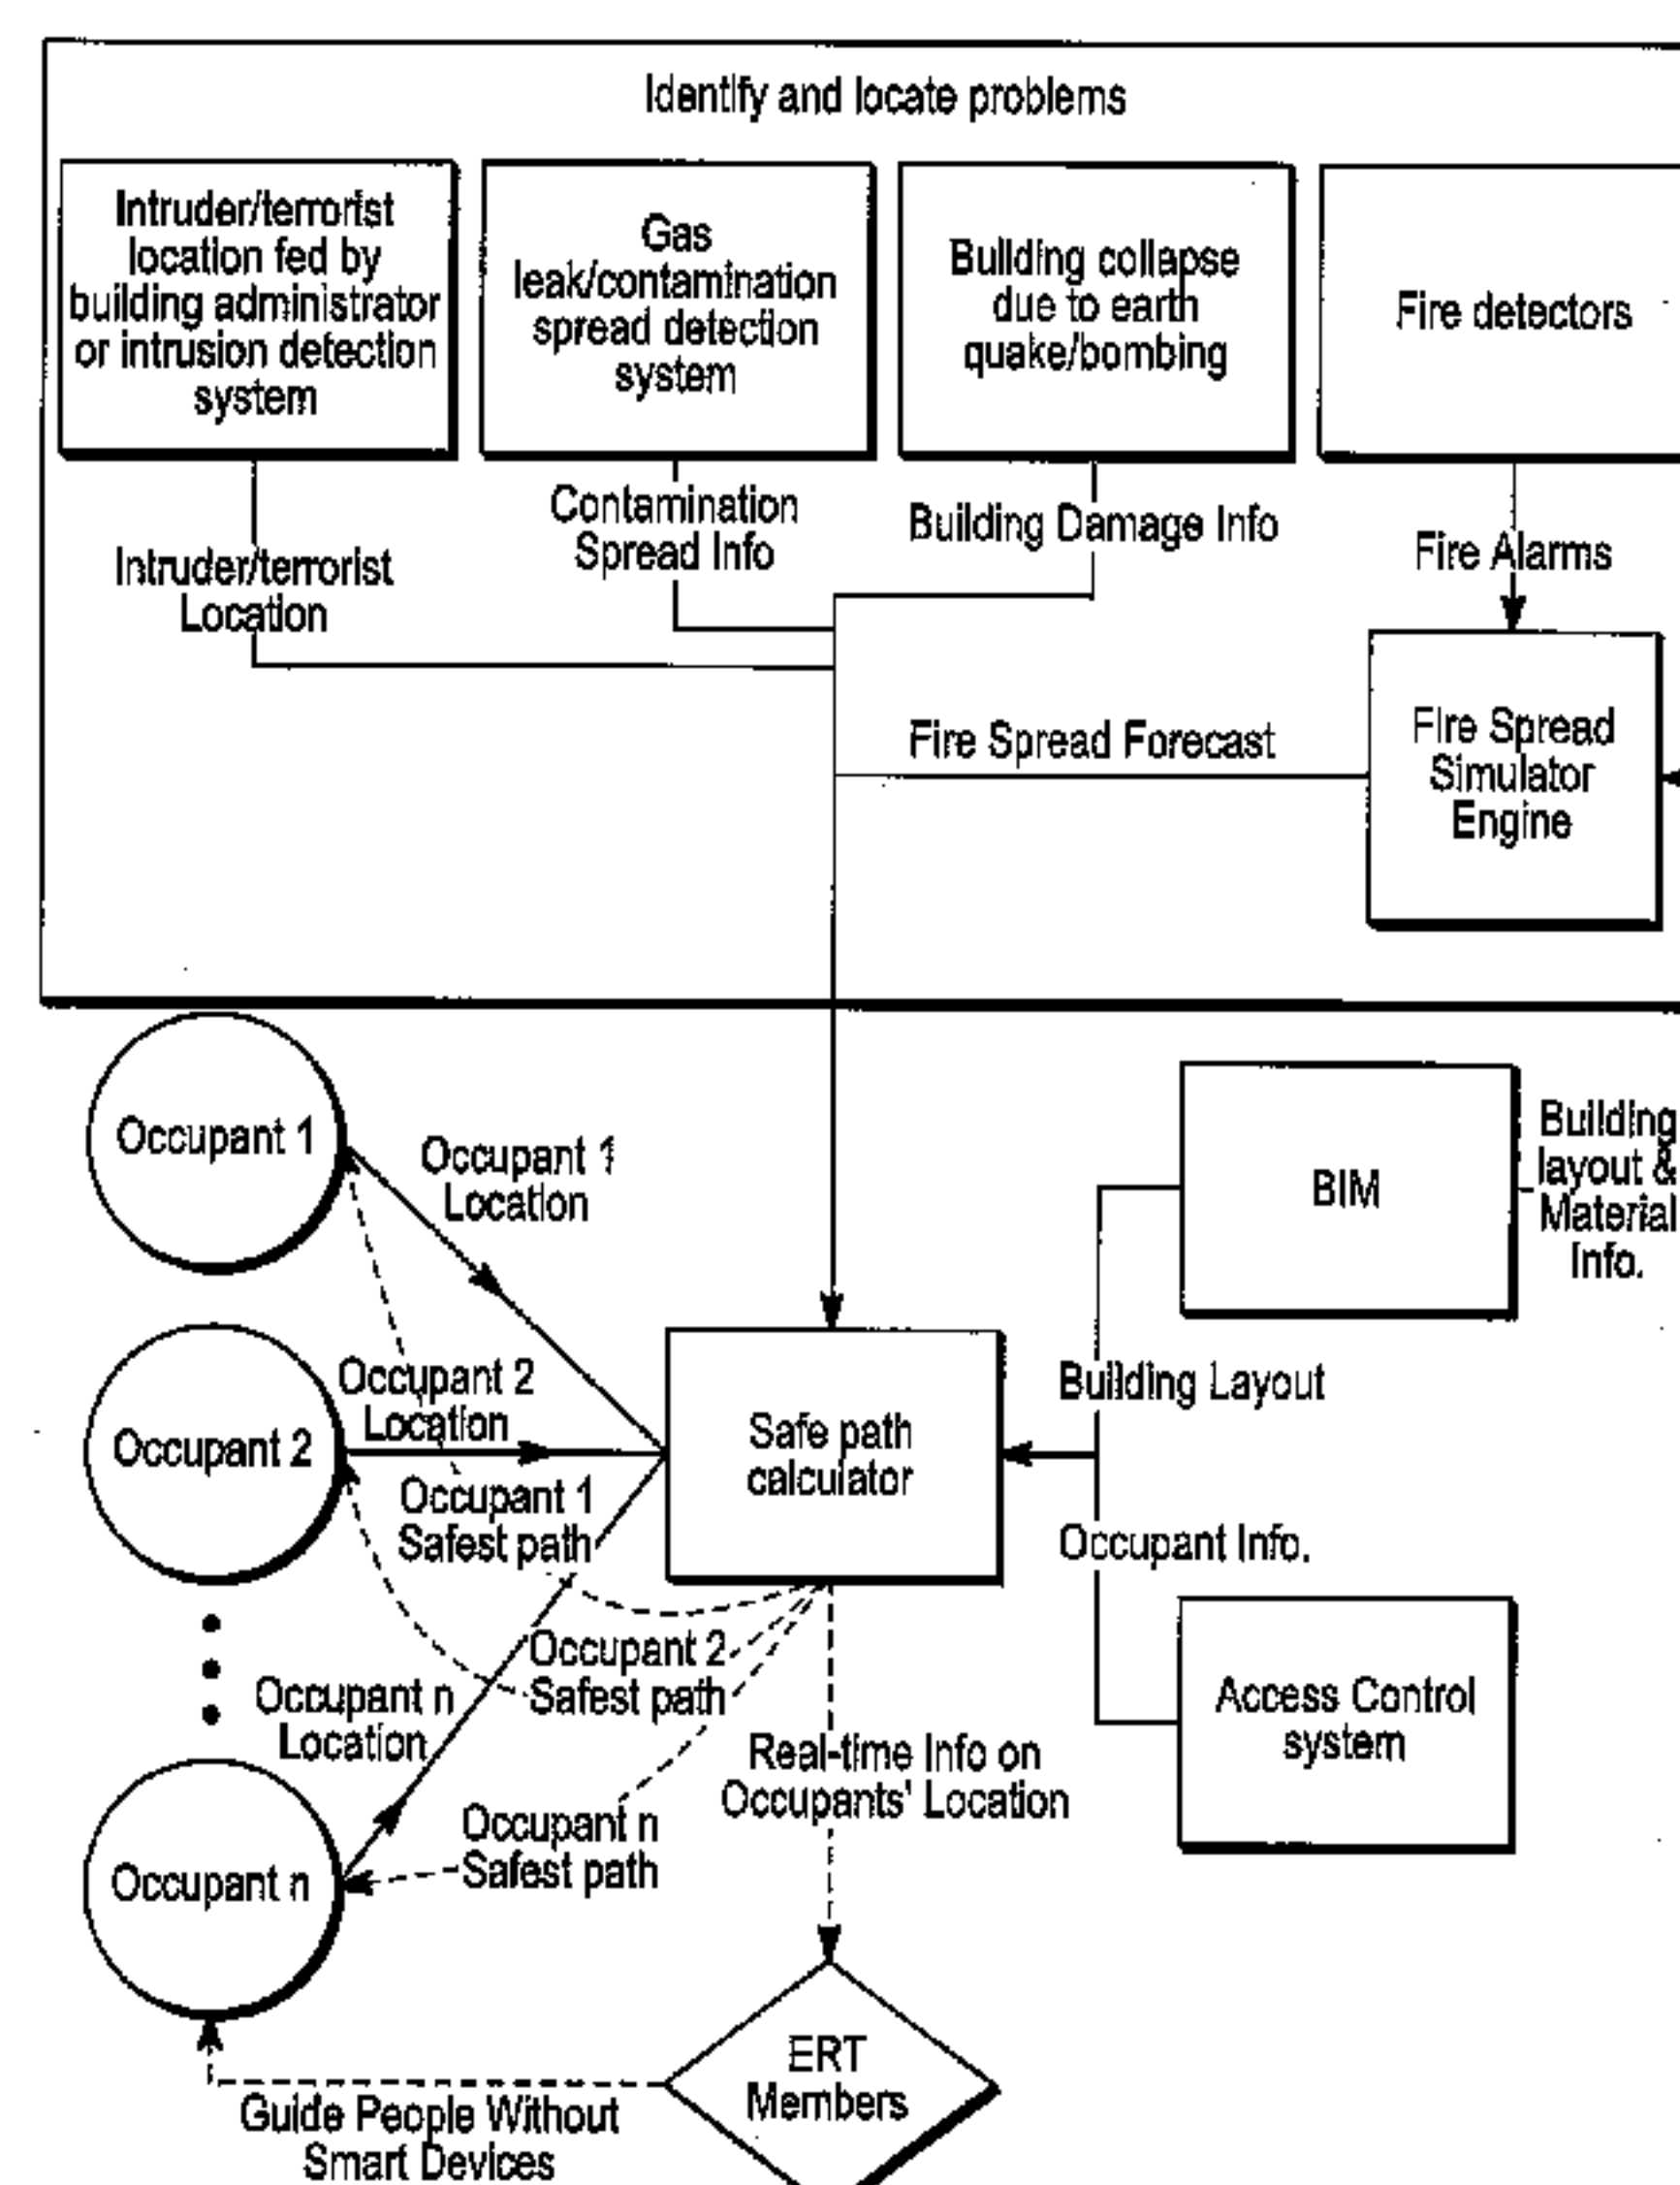 Identify and locate problems
Intruder/terrorist
location fed by
building administrator
or intrusion detection
system
Gas
leak/contamination
spread detection
system
Building collapse
due to earth
quake/bombing
Fire detectors
Intruder/terrorist
Location
Contamination
Spread Info
Building Damage Info
Fire Alarms
Fire Spread Forecast
Fire Spread
Simulator
Engine
Occupant 1
Occupant 1
Location
BIM
Building
layout &
Material
Info.
Occupant 2
Location
Occupant 2
Safe path
calculator
Building Layout
Occupant 1
Safest path
Occupant Info.
Occupant 2
Safest path
Occupant n
Location
Access Control
system
Real-time Info on
Occupants' Location
Occupant n
Safest path
Occupant n
ERT
Members
Guide People Without
Smart Devices